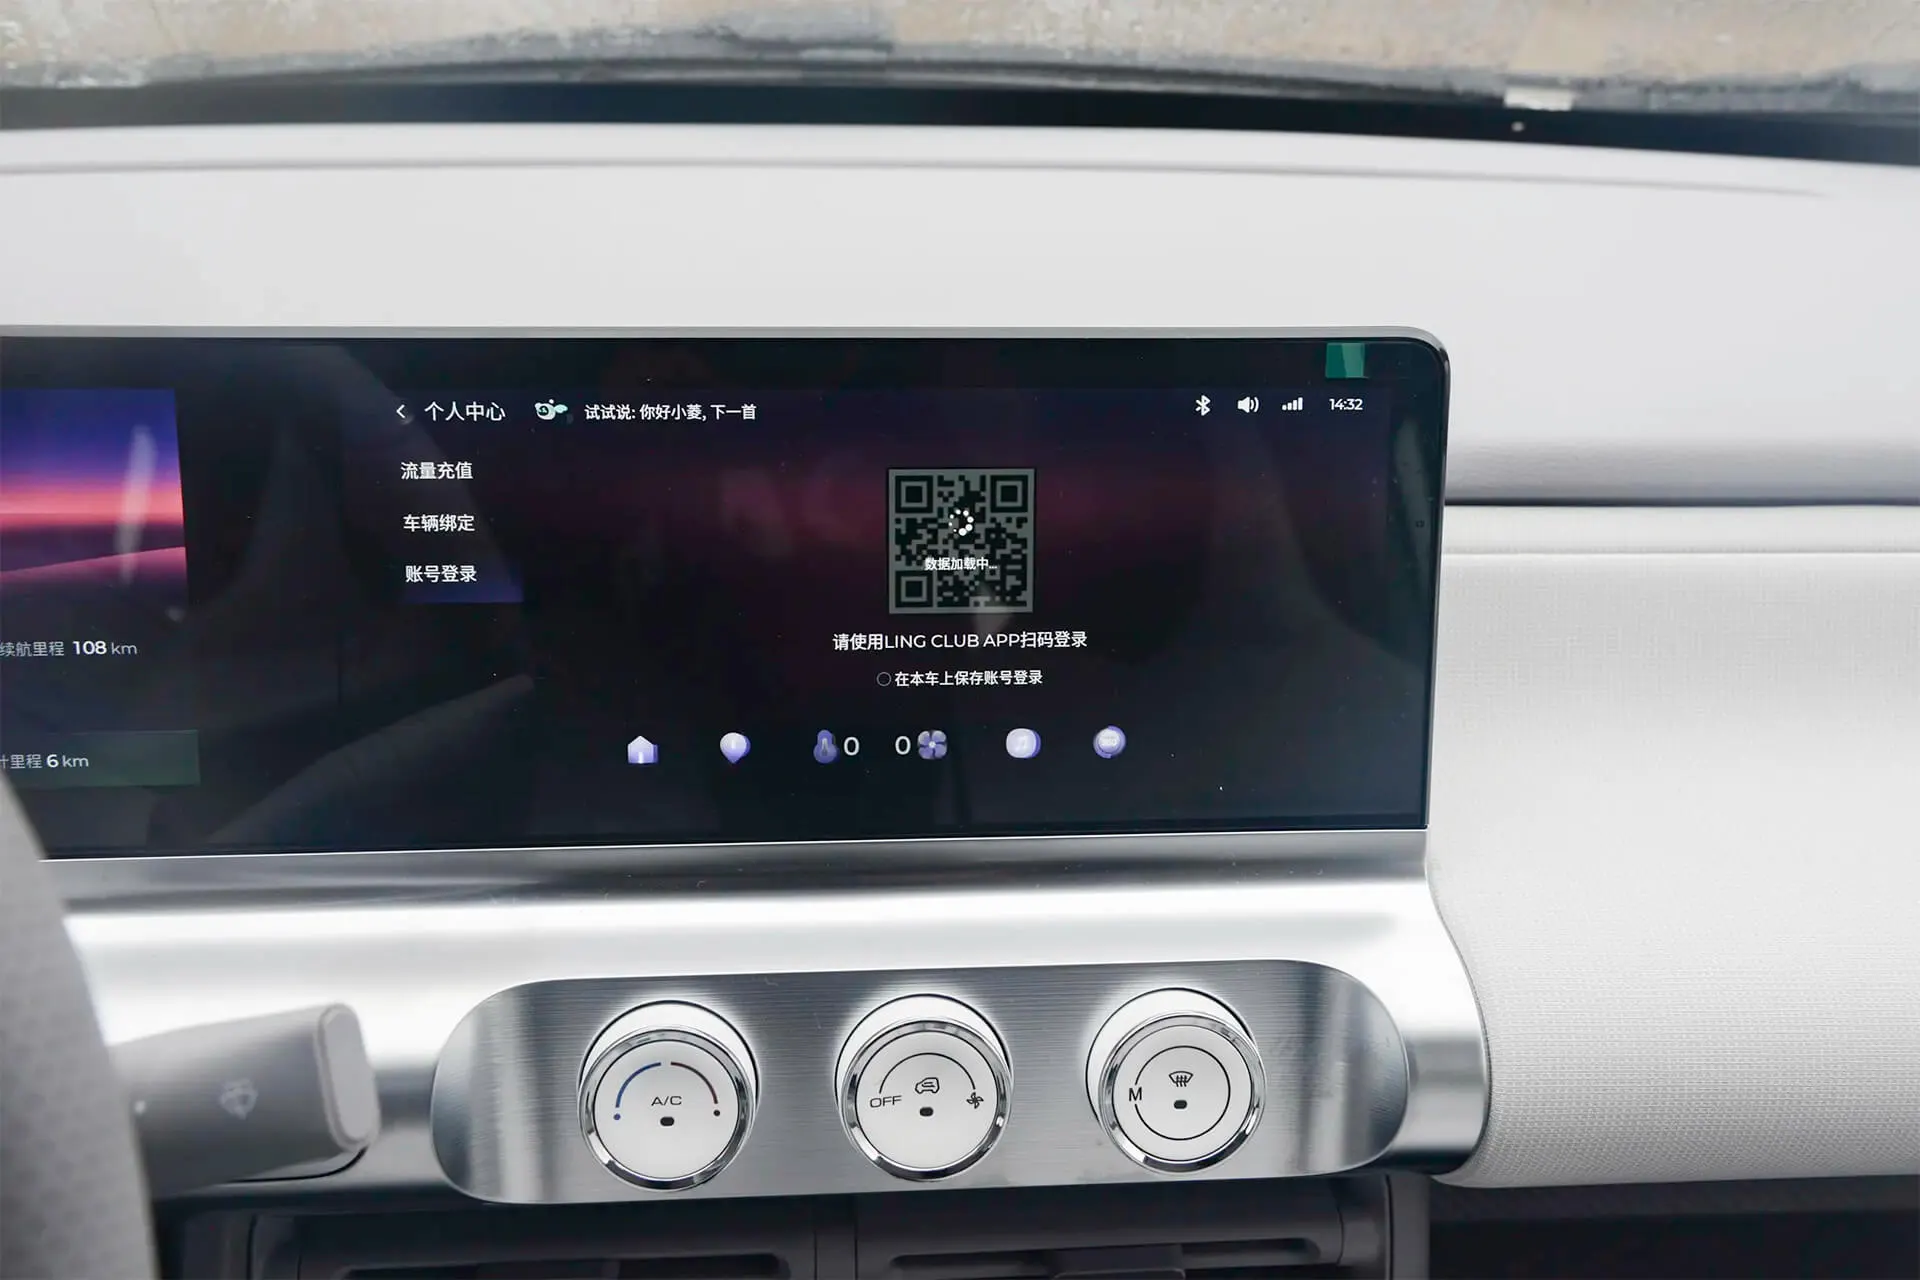 个人中心
试试说: 你好小菱, 下一首
14:32
流量充值
车辆绑定
账号登录
数据加载中...
请使用LING CLUB APP扫码登录
在本车上保存账号登录
续航里程 108 km
计里程 6 km
0
0
A/C
OFF
M